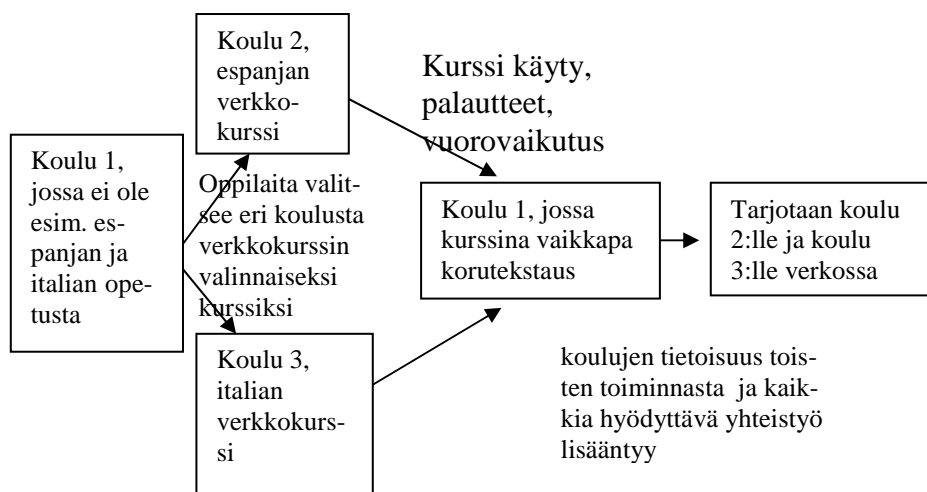 Koulu 1,
jossa ei ole
esim. es-
panjan ja
italian ope-
tusta
Koulu 2,
espanjan
verkko-
kurssi
Oppilaita valit-
see eri koulusta
verkkokurssin
valinnaiseksi
kurssiksi
Koulu 3,
italian
verkkokurs-
si
Kurssi käyty,
palautteet,
vuorovaikutus
Koulu 1, jossa
kurssina vaikkapa
korutekstaus
Tarjotaan koulu
2:lle ja koulu
3:lle verkossa
koulujen tietoisuus tois-
ten toiminnasta  ja kaik-
kia hyödyttävä yhteistyö
lisääntyy